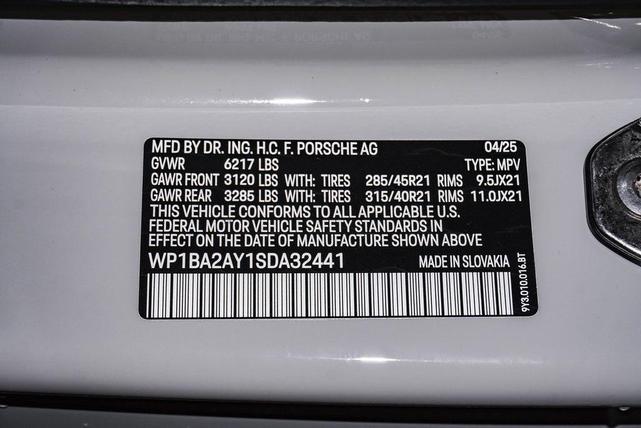 MFD BY DR. ING. H.C. F. PORSCHE AG 04/25
GVWR 6217 LBS TYPE: MPV
GAWR FRONT 3120 LBS WITH: TIRES 285/45R21 RIMS 9.5JX21
GAWR REAR 3285 LBS WITH: TIRES 315/40R21 RIMS 11.0JX21
THIS VEHICLE CONFORMS TO ALL APPLICABLE U.S.
FEDERAL MOTOR VEHICLE SAFETY STANDARDS IN
EFFECT ON THE DATE OF MANUFACTURE SHOWN ABOVE
WP1BA2AY1SDA32441 MADE IN SLOVAKIA
9Y3.010.016.BT